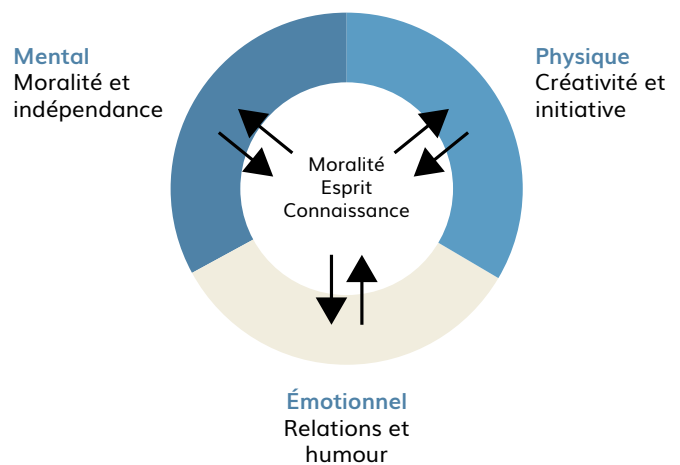 Mental
Moralité et
indépendance
Physique
Créativité et
initiative
Moralité
Esprit
Connaissance
Émotionnel
Relations et
humour